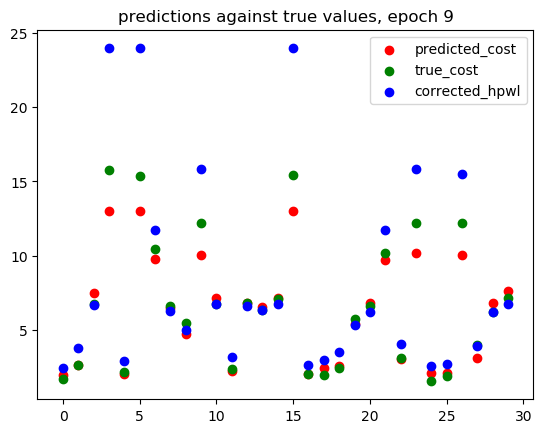 predictions against true values, epoch 9
predicted_cost
true_cost
corrected_hpwl
25
20
15
10
5
0 5 10 15 20 25 30